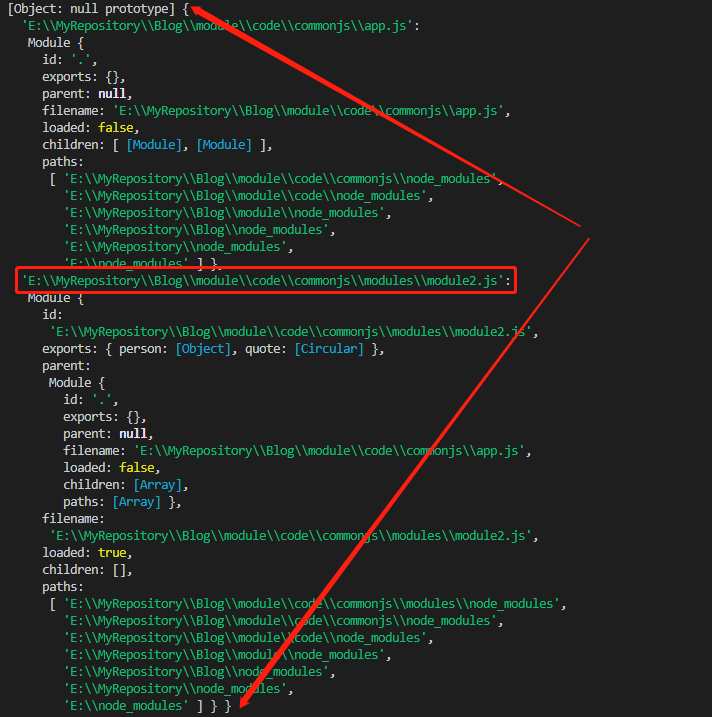 [Object: null prototype] {
  'E:\\MyRepository\\Blog\\module\\code\\commonjs\\app.js':
   Module {
     id: '.',
     exports: {},
     parent: null,
     filename: 'E:\\MyRepository\\Blog\\module\\code\\commonjs\\app.js',
     loaded: false,
     children: [ [Module], [Module] ],
     paths:
      [ 'E:\\MyRepository\\Blog\\module\\code\\commonjs\\node_modules',
        'E:\\MyRepository\\Blog\\module\\code\\node_modules',
        'E:\\MyRepository\\Blog\\module\\node_modules',
        'E:\\MyRepository\\Blog\\node_modules',
        'E:\\MyRepository\\node_modules',
        'E:\\node_modules' ] },
  'E:\\MyRepository\\Blog\\module\\code\\commonjs\\modules\\module2.js':
   Module {
     id:
      'E:\\MyRepository\\Blog\\module\\code\\commonjs\\modules\\module2.js',
     exports: { person: [Object], quote: [Circular] },
     parent:
      Module {
        id: '.',
        exports: {},
        parent: null,
        filename: 'E:\\MyRepository\\Blog\\module\\code\\commonjs\\app.js',
        loaded: false,
        children: [Array],
        paths: [Array] },
     filename:
      'E:\\MyRepository\\Blog\\module\\code\\commonjs\\modules\\module2.js',
     loaded: true,
     children: [],
     paths:
      [ 'E:\\MyRepository\\Blog\\module\\code\\commonjs\\modules\\node_modules',
        'E:\\MyRepository\\Blog\\module\\code\\commonjs\\node_modules',
        'E:\\MyRepository\\Blog\\module\\code\\node_modules',
        'E:\\MyRepository\\Blog\\module\\node_modules',
        'E:\\MyRepository\\Blog\\node_modules',
        'E:\\MyRepository\\node_modules',
        'E:\\node_modules' ] } }